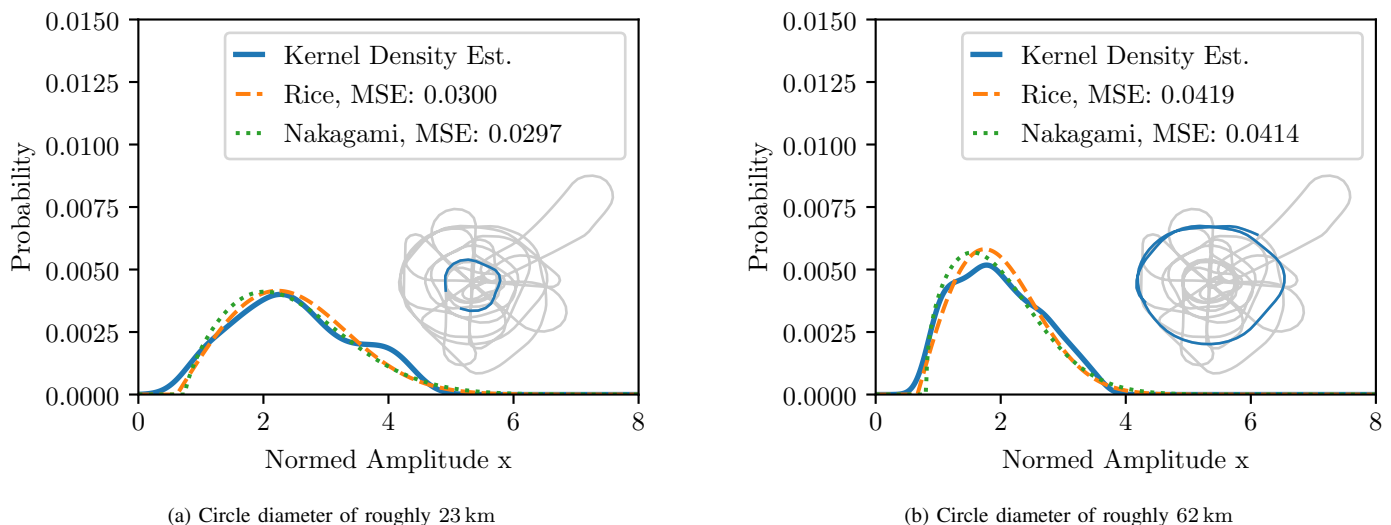 0.0150
0.0125
0.0100
0.0075
0.0050
0.0025
0.0000
Probability
Kernel Density Est.
Rice, MSE: 0.0300
Nakagami, MSE: 0.0297
0 2 4 6 8
Normed Amplitude x
(a) Circle diameter of roughly 23 km
0.0150
0.0125
0.0100
0.0075
0.0050
0.0025
0.0000
Probability
Kernel Density Est.
Rice, MSE: 0.0419
Nakagami, MSE: 0.0414
0 2 4 6 8
Normed Amplitude x
(b) Circle diameter of roughly 62 km